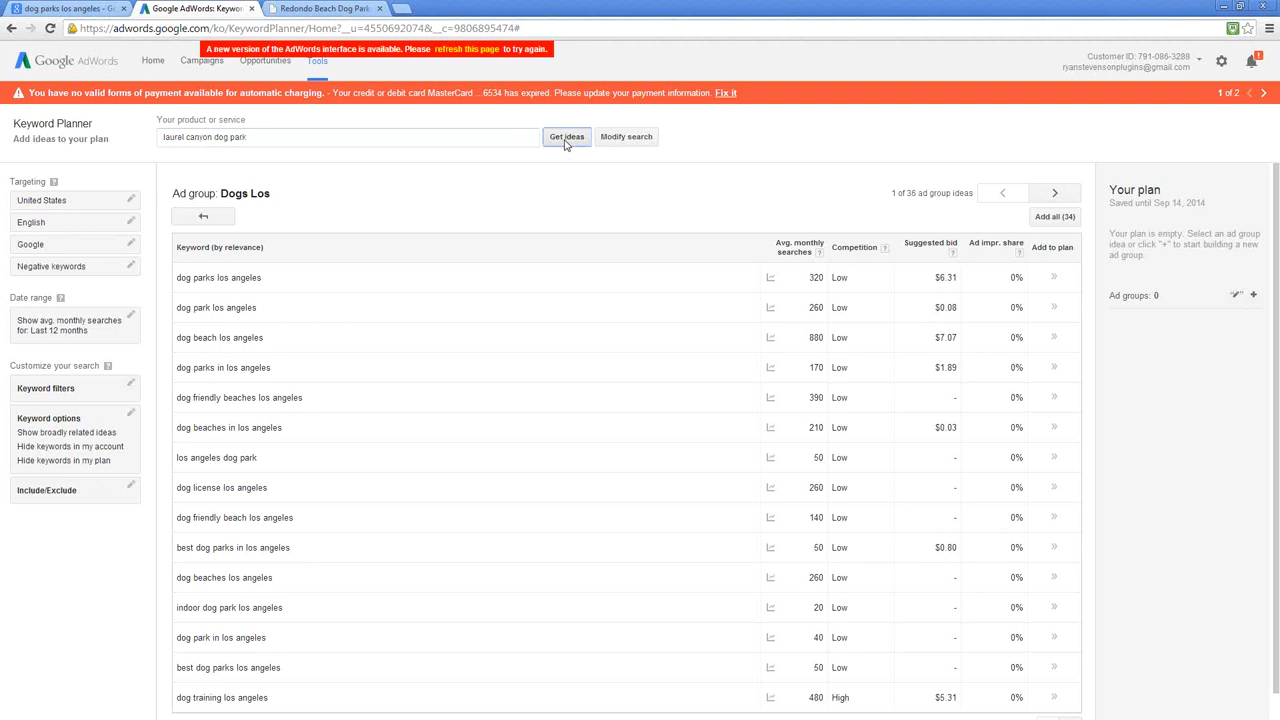 dog parks los angeles - Go
Google AdWords: Keywor
Redondo Beach Dog Park
https://adwords.google.com/ko/KeywordPlanner/Home?__u=4550692074&__c=9806895474#
A new version of the AdWords interface is available. Please refresh this page to try again.
Google AdWords
Home
Campaigns
Opportunities
Tools
Customer ID: 791-086-3288
ryanstevensonplugins@gmail.com
You have no valid forms of payment available for automatic charging. - Your credit or debit card MasterCard ...6534 has expired. Please update your payment information. Fix it
1 of 2
Keyword Planner
Add ideas to your plan
Your product or service
laurel canyon dog park
Get ideas
Modify search
Targeting ?
United States
English
Google
Negative keywords
Date range ?
Show avg. monthly searches
for: Last 12 months
Customize your search ?
Keyword filters
Keyword options
Show broadly related ideas
Hide keywords in my account
Hide keywords in my plan
Include/Exclude
Ad group: Dogs Los
1 of 36 ad group ideas
Add all (34)
Keyword (by relevance) Avg. monthly searches ? Competition ? Suggested bid ? Ad impr. share ? Add to plan
dog parks los angeles 320 Low $6.31 0% »
dog park los angeles 260 Low $0.08 0% »
dog beach los angeles 880 Low $7.07 0% »
dog parks in los angeles 170 Low $1.89 0% »
dog friendly beaches los angeles 390 Low - 0% »
dog beaches in los angeles 210 Low $0.03 0% »
los angeles dog park 50 Low - 0% »
dog license los angeles 260 Low - 0% »
dog friendly beach los angeles 140 Low - 0% »
best dog parks in los angeles 50 Low $0.80 0% »
dog beaches los angeles 260 Low - 0% »
indoor dog park los angeles 20 Low - 0% »
dog park in los angeles 40 Low - 0% »
best dog parks los angeles 50 Low - 0% »
dog training los angeles 480 High $5.31 0% »
Your plan
Saved until Sep 14, 2014
Your plan is empty. Select an ad group
idea or click "+" to start building a new
ad group.
Ad groups: 0